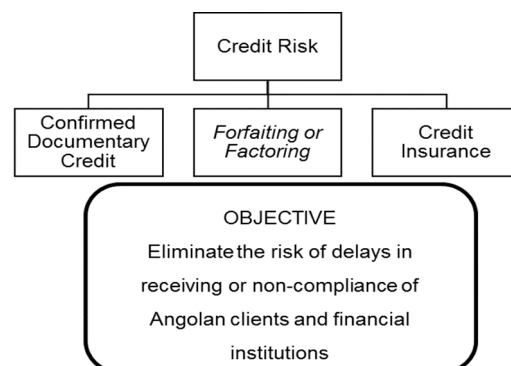 Credit Risk
Confirmed
Documentary
Credit
Forfaiting or
Factoring
Credit
Insurance
OBJECTIVE
Eliminate the risk of delays in
receiving or non-compliance of
Angolan clients and financial
institutions